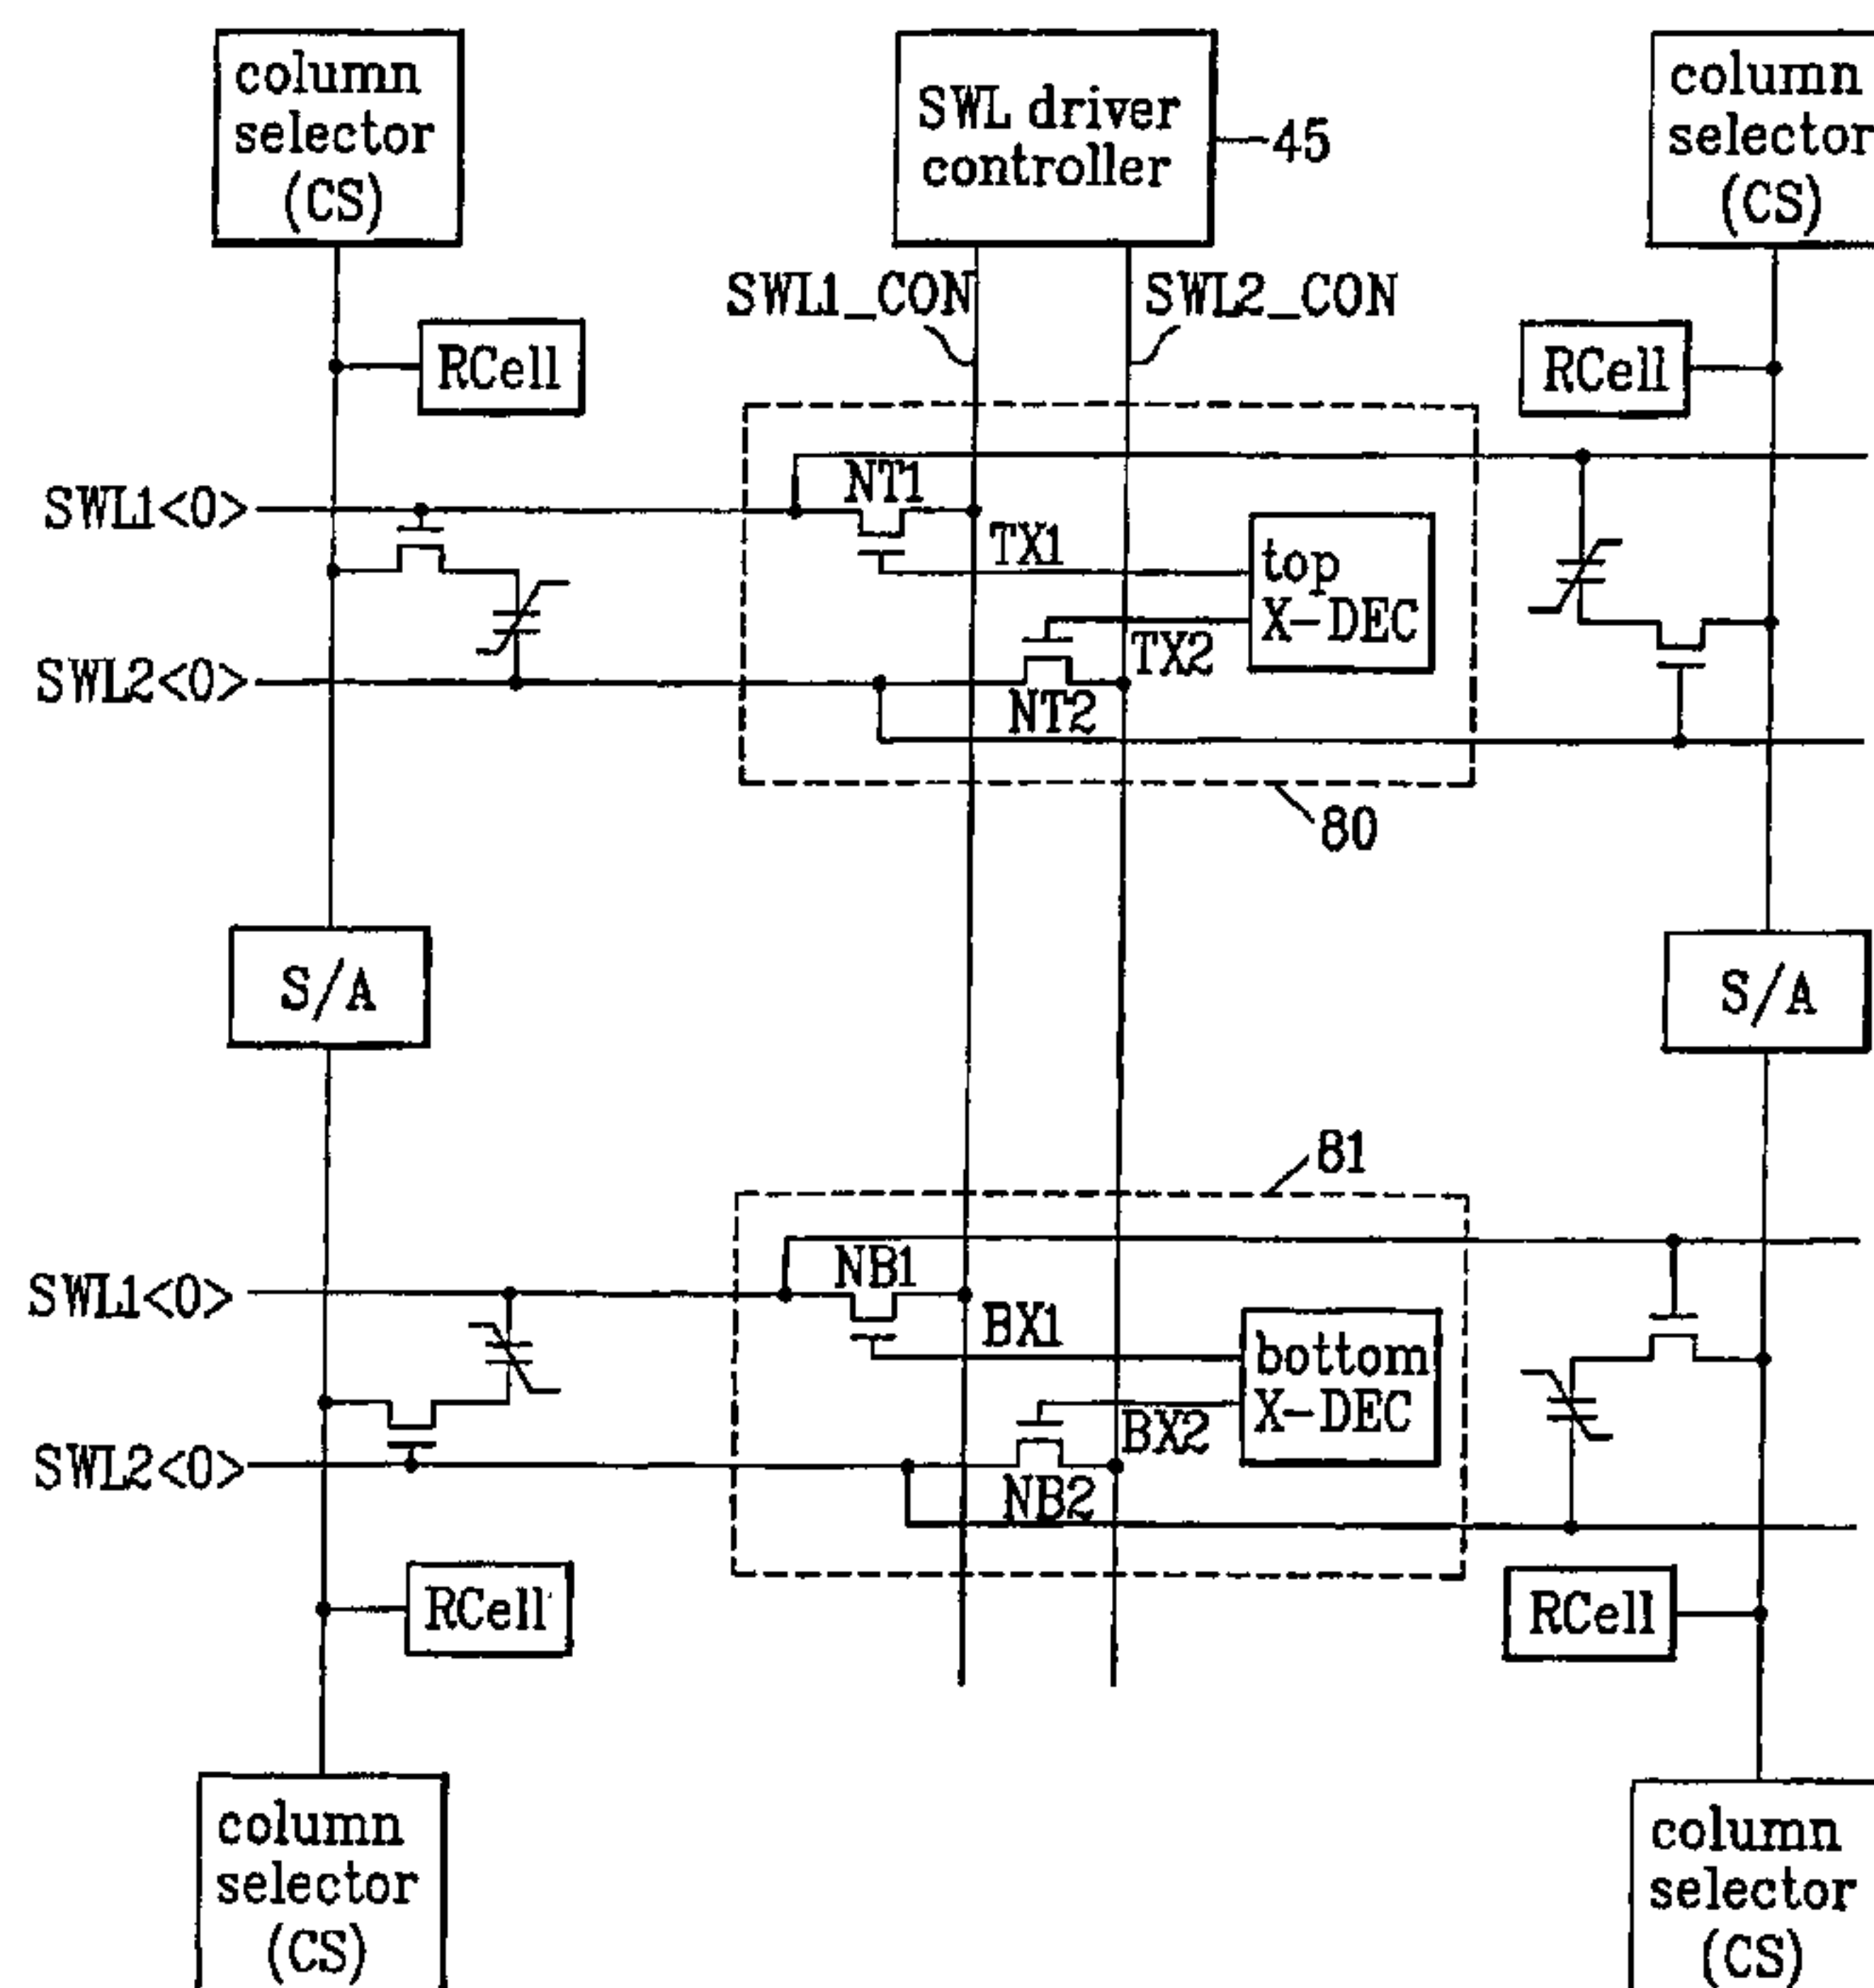 column
selector
(CS)
SWL driver
controller
45
column
selector
(CS)
SWL1_CON
SWL2_CON
RCell
RCell
SWL1<0>
NT1
TX1
top
X-DEC
TX2
SWL2<0>
NT2
80
S/A
S/A
81
SWL1<0>
NB1
BX1
bottom
X-DEC
BX2
SWL2<0>
NB2
RCell
RCell
column
selector
(CS)
column
selector
(CS)